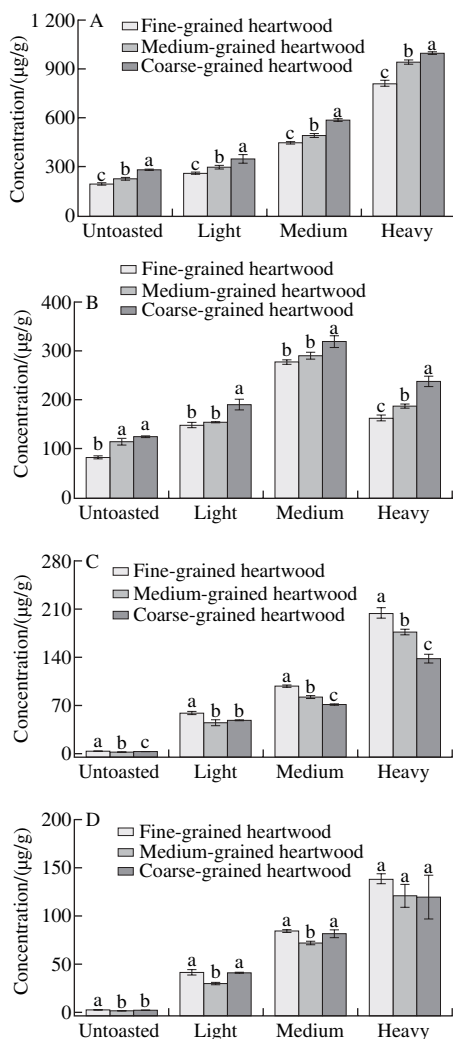 A
Fine-grained heartwood
Medium-grained heartwood
Coarse-grained heartwood
Concentration/(μg/g)
1 200
900
600
300
0
c b a
c b a
c b a
c b a
Untoasted Light Medium Heavy
B
Fine-grained heartwood
Medium-grained heartwood
Coarse-grained heartwood
Concentration/(μg/g)
400
300
200
100
0
b a a
b b a
b b a
c b a
Untoasted Light Medium Heavy
C
Fine-grained heartwood
Medium-grained heartwood
Coarse-grained heartwood
Concentration/(μg/g)
280
210
140
70
0
a b c
a b b
a b c
a b c
Untoasted Light Medium Heavy
D
Fine-grained heartwood
Medium-grained heartwood
Coarse-grained heartwood
Concentration/(μg/g)
200
150
100
50
0
a b b
a b a
a b a
a a a
Untoasted Light Medium Heavy